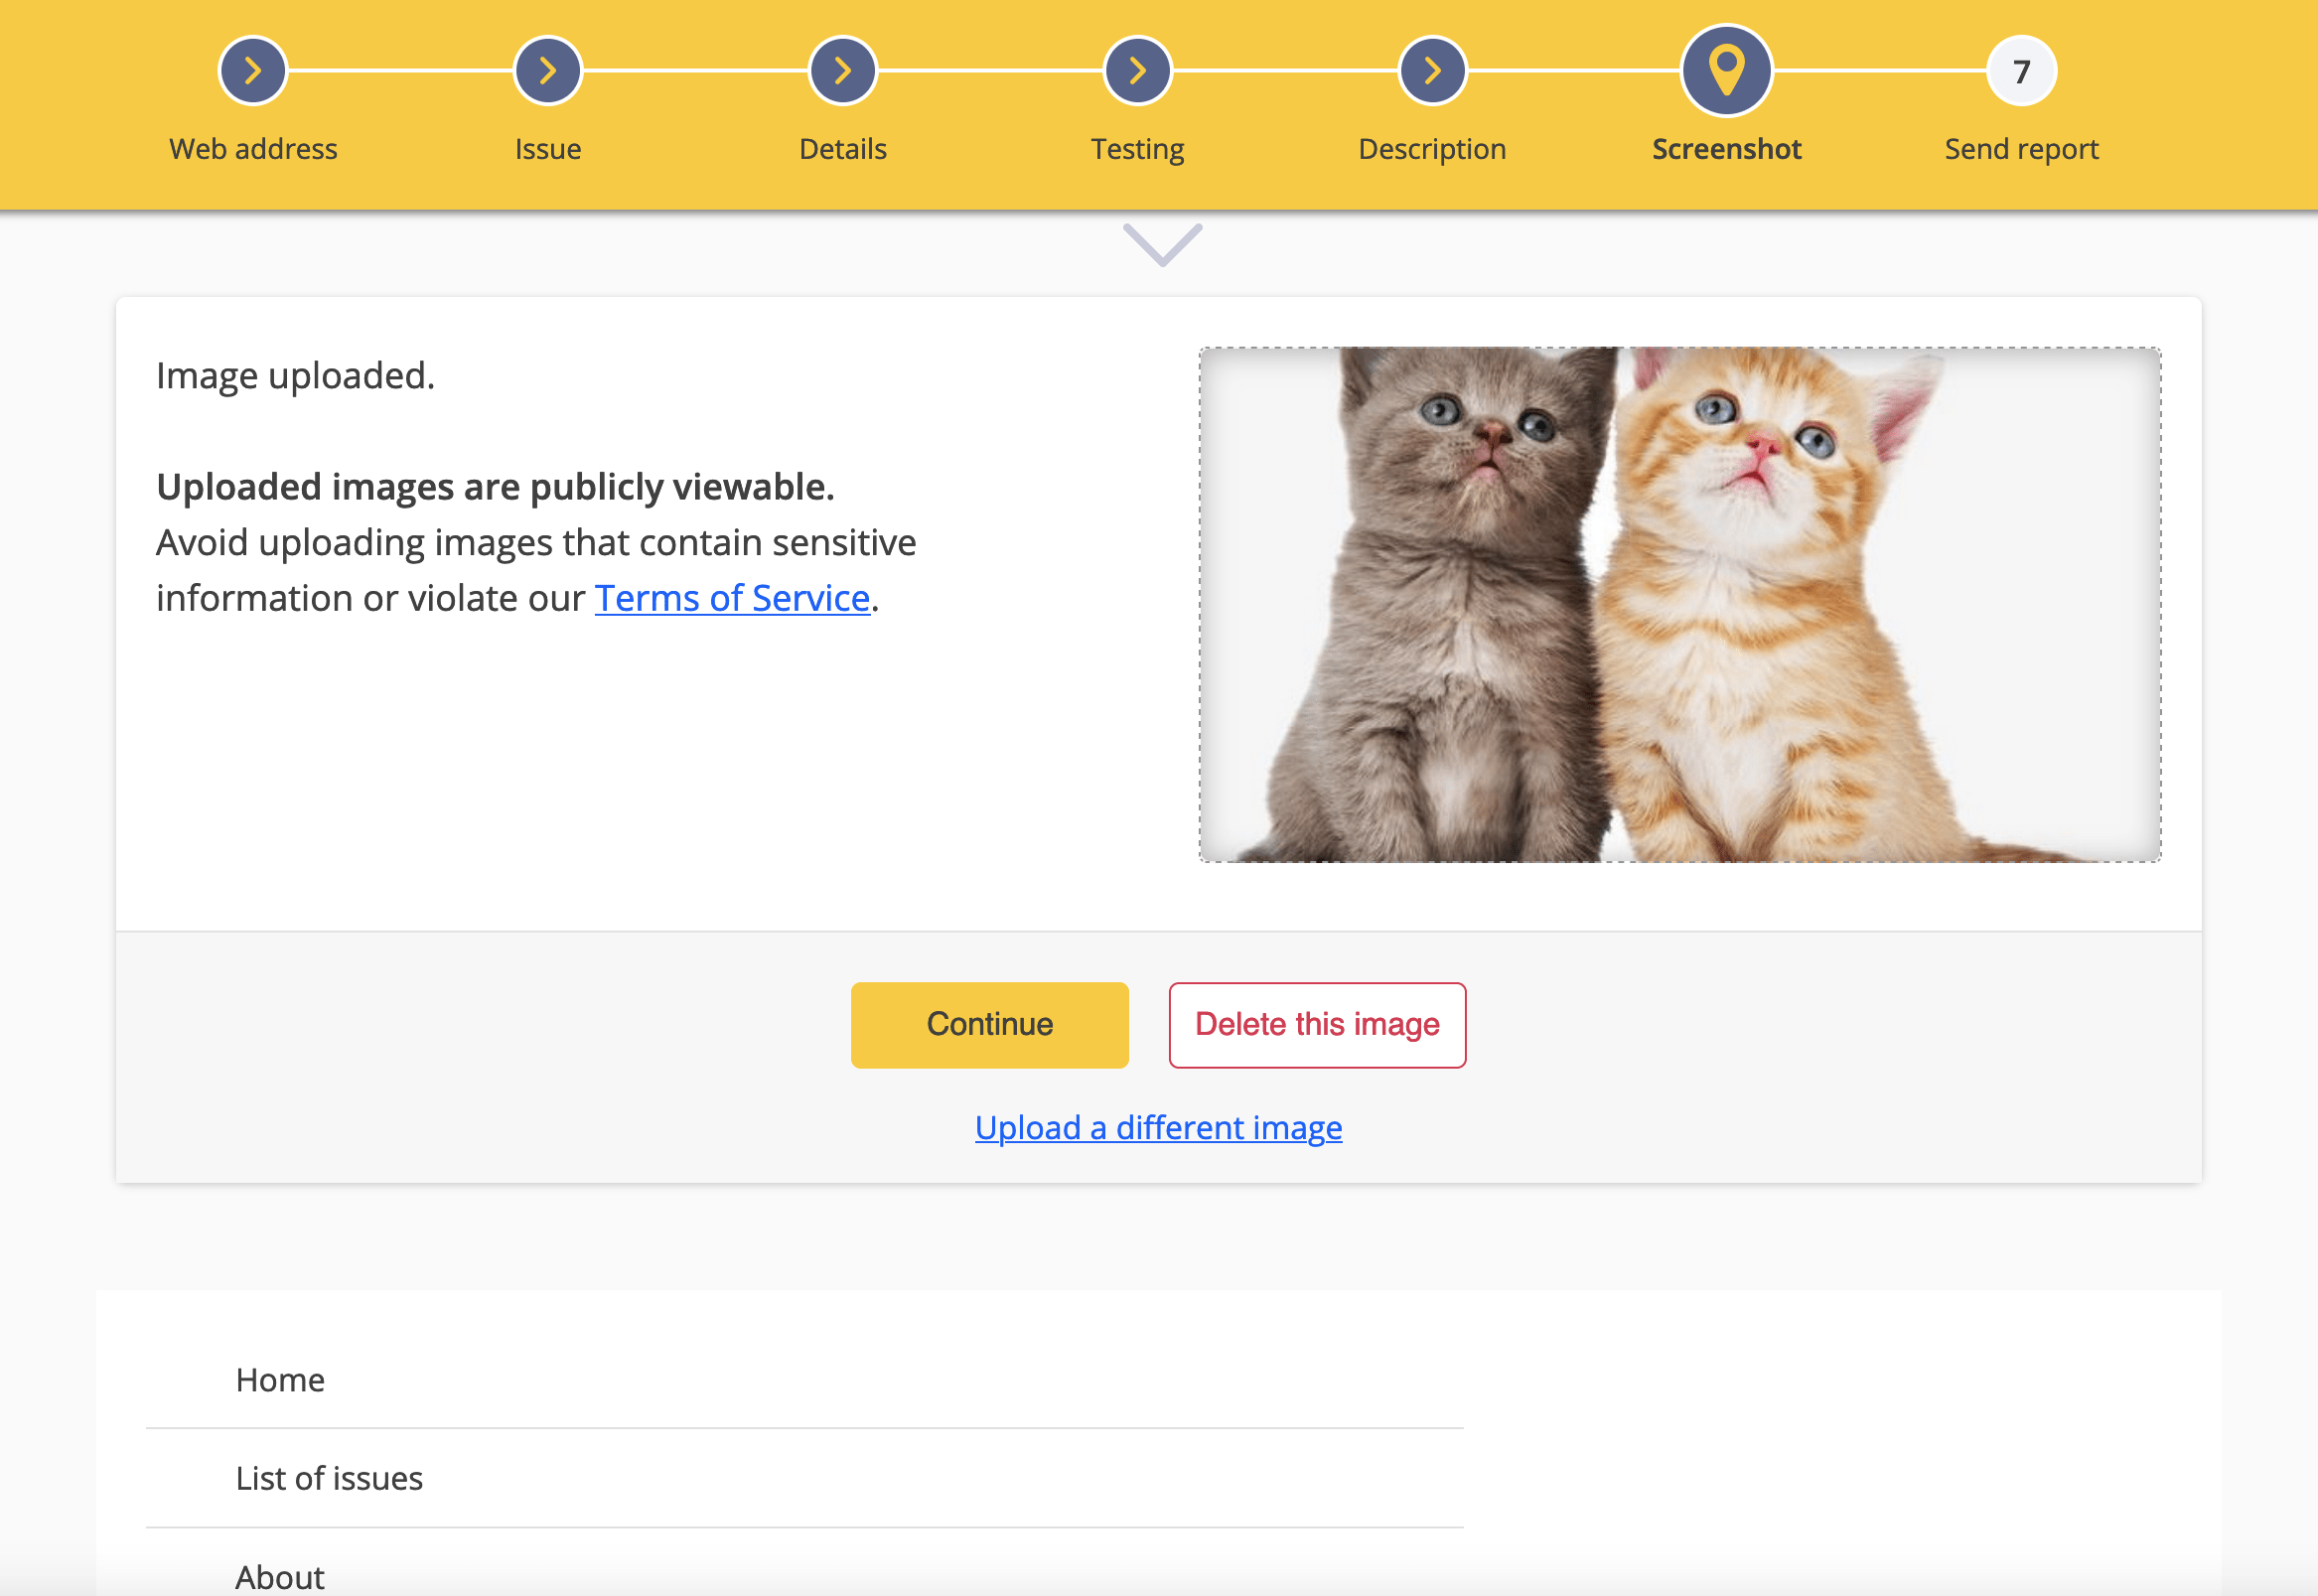 7
Web address
Issue
Details
Testing
Description
Screenshot
Send report
Image uploaded.
Uploaded images are publicly viewable.
Avoid uploading images that contain sensitive
information or violate our Terms of Service.
Continue
Delete this image
Upload a different image
Home
List of issues
About